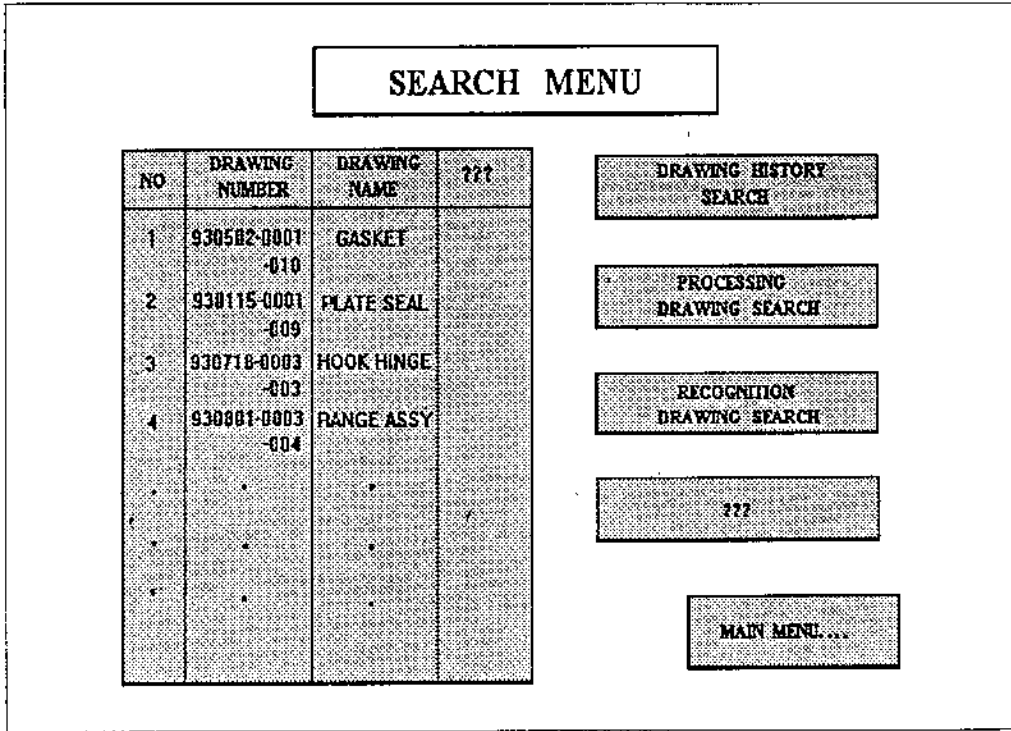 SEARCH MENU
NO
DRAWING
NUMBER
DRAWING
NAME
???
1 930502-0001 GASKET
-010
2 930115-0001 PLATE SEAL
-009
3 930718-0003 HOOK HINGE
-003
4 930801-0003 RANGE ASSY
-004
DRAWING HISTORY
SEARCH
PROCESSING
DRAWING SEARCH
RECOGNITION
DRAWING SEARCH
???
MAIN MENU....